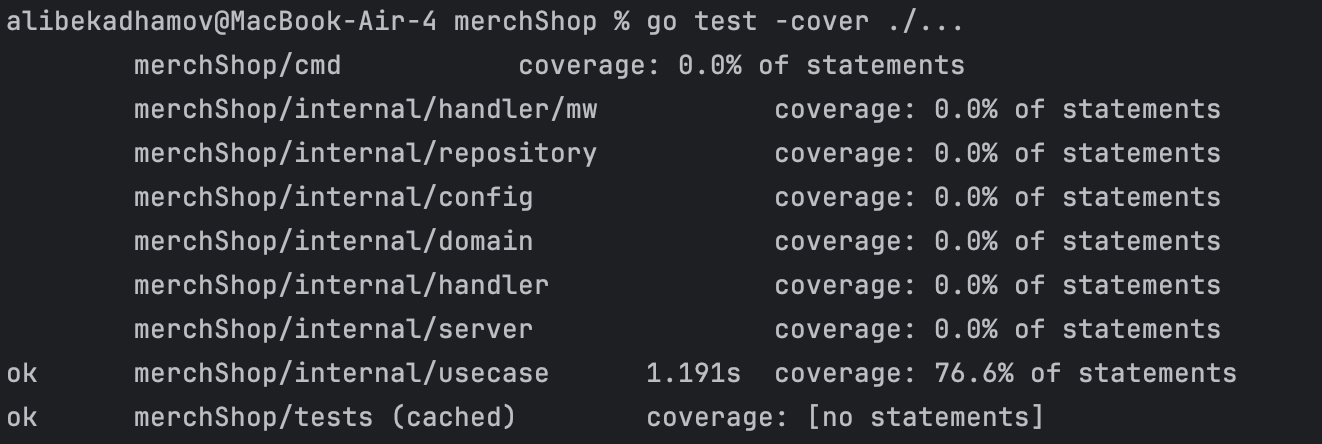 alibekadhamov@MacBook-Air-4 merchShop % go test -cover ./...
merchShop/cmd coverage: 0.0% of statements
merchShop/internal/handler/mw coverage: 0.0% of statements
merchShop/internal/repository coverage: 0.0% of statements
merchShop/internal/config coverage: 0.0% of statements
merchShop/internal/domain coverage: 0.0% of statements
merchShop/internal/handler coverage: 0.0% of statements
merchShop/internal/server coverage: 0.0% of statements
ok merchShop/internal/usecase 1.191s coverage: 76.6% of statements
ok merchShop/tests (cached) coverage: [no statements]